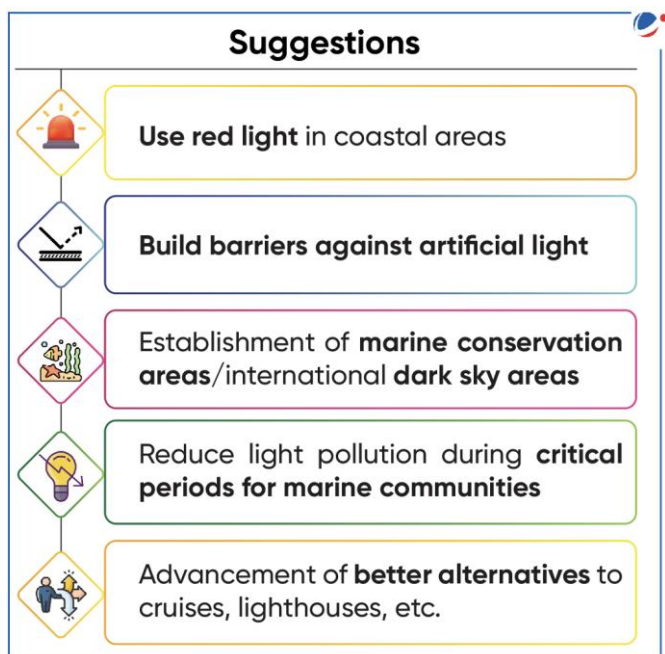 Suggestions
Use red light in coastal areas
Build barriers against artificial light
Establishment of marine conservation
areas/international dark sky areas
Reduce light pollution during critical
periods for marine communities
Advancement of better alternatives to
cruises, lighthouses, etc.